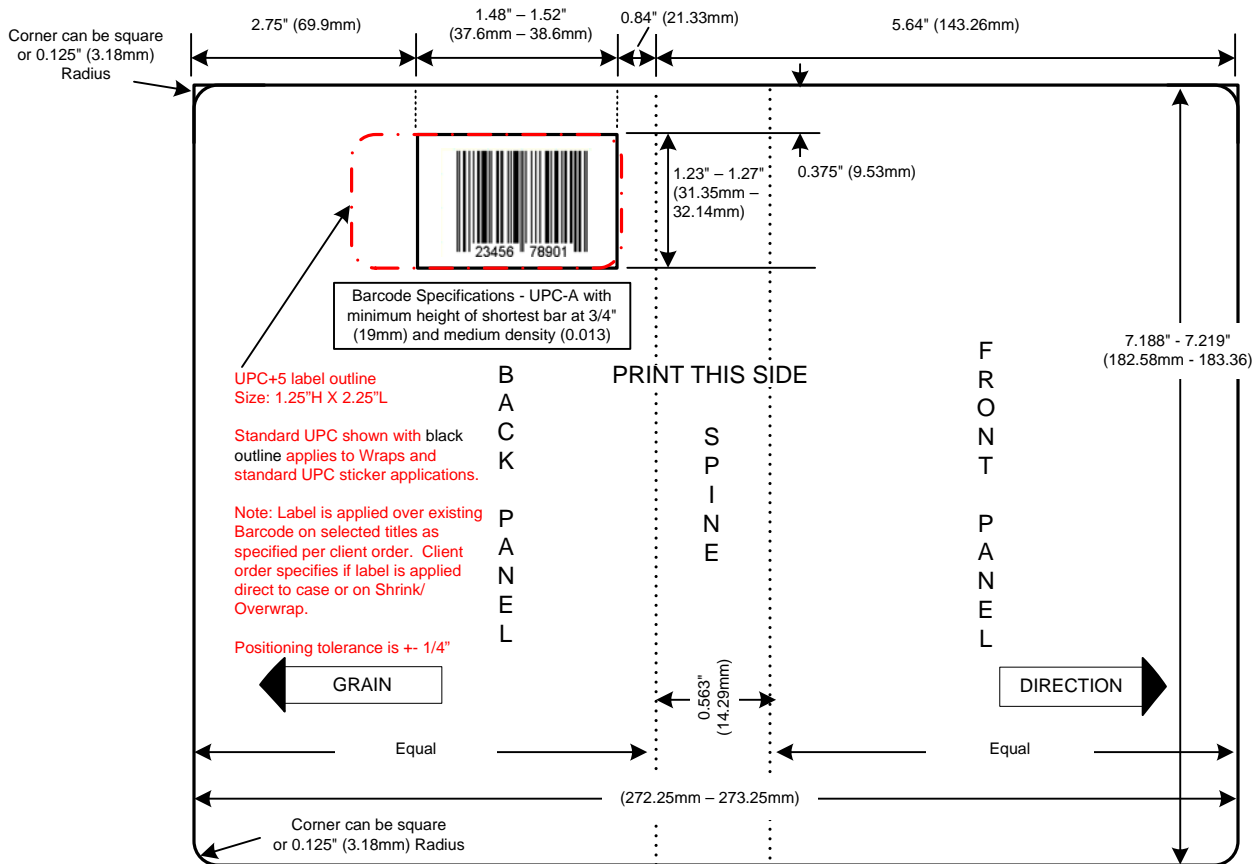 2.75" (69.9mm)
1.48" – 1.52"
(37.6mm – 38.6m)
0.84" (21.33mm)
5.64" (143.26mm)
Corner can be square
or 0.125" (3.18mm)
Radius
1.23" – 1.27"
(31.35mm –
32.14mm)
0.375" (9.53mm)
23456 78901
Barcode Specifications - UPC-A with
minimum height of shortest bar at 3/4"
(19mm) and medium density (0.013)
7.188" - 7.219"
(182.58mm - 183.36)
UPC+5 label outline
Size: 1.25"H X 2.25"L
Standard UPC shown with black
outline applies to Wraps and
standard UPC sticker applications.
Note: Label is applied over existing
Barcode on selected titles as
specified per client order. Client
order specifies if label is applied
direct to case or on Shrink/
Overwrap.
Positioning tolerance is +- 1/4"
BACK PANEL
PRINT THIS SIDE
SPINE
FRONT PANEL
GRAIN
0.563"
(14.29mm)
DIRECTION
Equal
Equal
(272.25mm – 273.25mm)
Corner can be square
or 0.125" (3.18mm) Radius